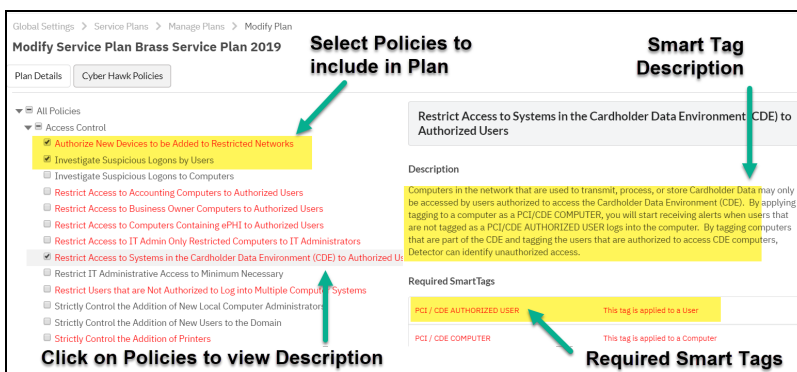 Global Settings > Service Plans > Manage Plans > Modify Plan
Modify Service Plan Brass Service Plan 2019
Select Policies to
include in Plan
Smart Tag
Description
Plan Details
Cyber Hawk Policies
All Policies
Access Control
Authorize New Devices to be Added to Restricted Networks
Investigate Suspicious Logons by Users
Investigate Suspicious Logons to Computers
Restrict Access to Accounting Computers to Authorized Users
Restrict Access to Business Owner Computers to Authorized Users
Restrict Access to Computers Containing ePHI to Authorized Users
Restrict Access to IT Admin Only Restricted Computers to IT Administrators
Restrict Access to Systems in the Cardholder Data Environment (CDE) to Authorized Us
Restrict IT Administrative Access to Minimum Necessary
Restrict Users that are Not Authorized to Log into Multiple Computer Systems
Strictly Control the Addition of New Local Computer Administrators
Strictly Control the Addition of New Users to the Domain
Strictly Control the Addition of Printers
Click on Policies to view Description
Restrict Access to Systems in the Cardholder Data Environment (CDE) to
Authorized Users
Description
Computers in the network that are used to transmit, process, or store Cardholder Data may only
be accessed by users authorized to access the Cardholder Data Environment (CDE). By applying
tagging to a computer as a PCI/CDE COMPUTER, you will start receiving alerts when users that
are not tagged as a PCI/CDE AUTHORIZED USER logs into the computer. By tagging computers
that are part of the CDE and tagging the users that are authorized to access CDE computers,
Detector can identify unauthorized access.
Required SmartTags
PCI / CDE AUTHORIZED USER This tag is applied to a User
PCI / CDE COMPUTER This tag is applied to a Computer
Required Smart Tags